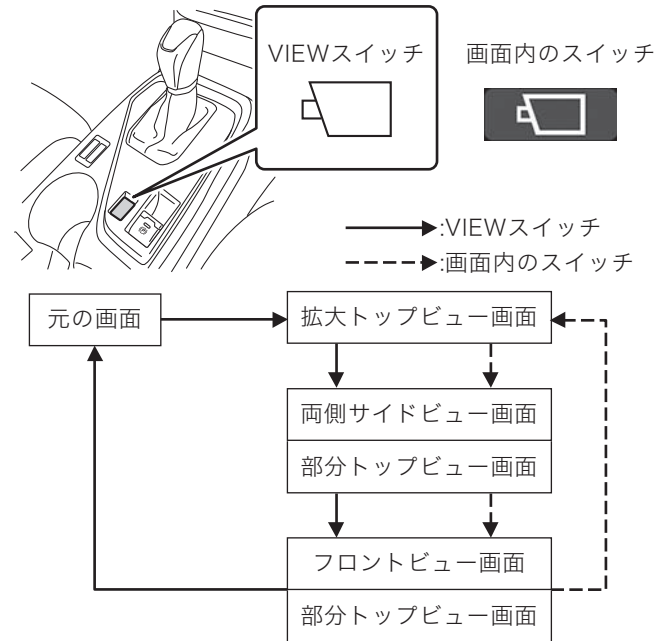 VIEWスイッチ
画面内のスイッチ
:VIEWスイッチ
:画面内のスイッチ
元の画面
拡大トップビュー画面
両側サイドビュー画面
部分トップビュー画面
フロントビュー画面
部分トップビュー画面